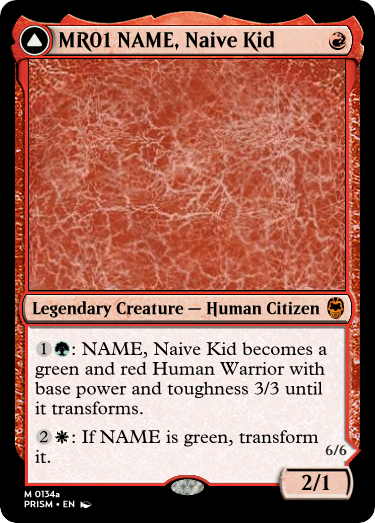 MR01 NAME, Naive Kid
Legendary Creature — Human Citizen
1: NAME, Naive Kid becomes a
green and red Human Warrior with
base power and toughness 3/3 until
it transforms.
2: If NAME is green, transform
it.
6/6
2/1
M 0134a
PRISM • EN